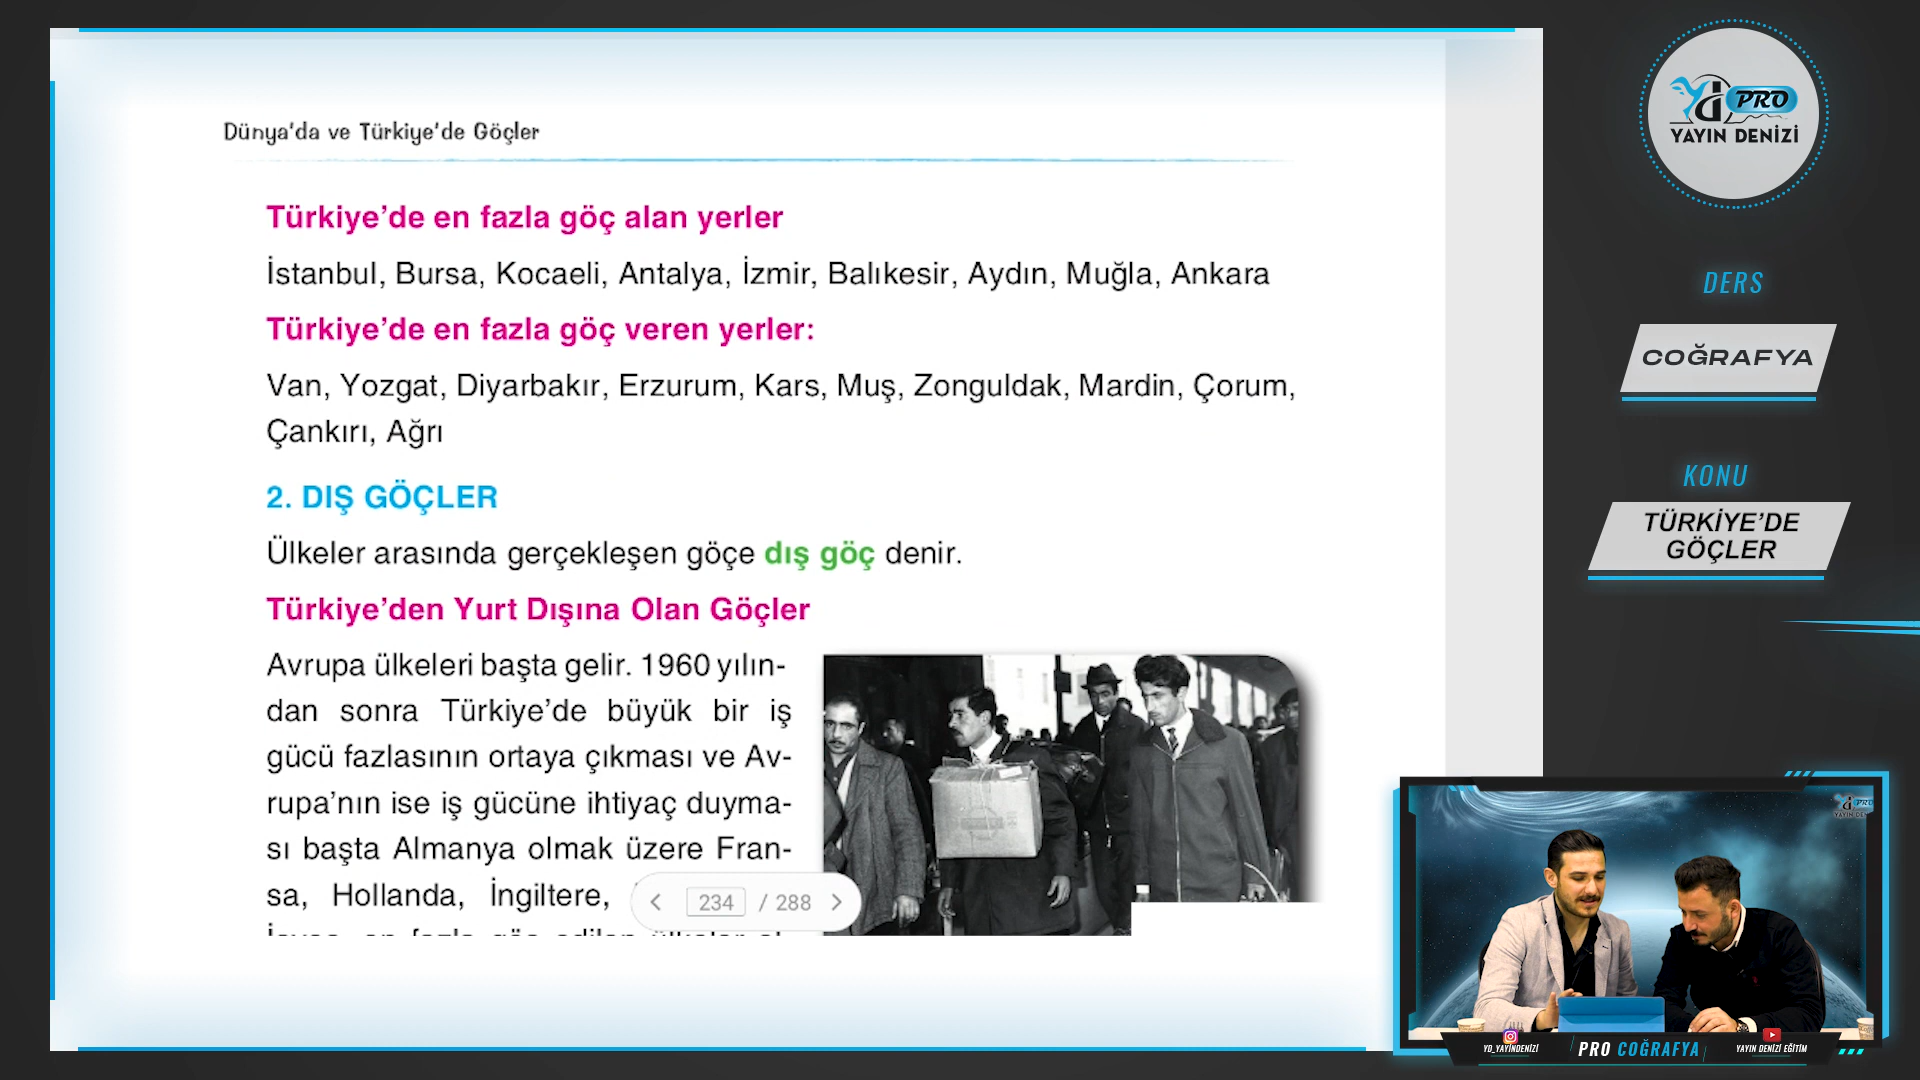 Dünya'da ve Türkiye'de Göçler
Türkiye'de en fazla göç alan yerler
İstanbul, Bursa, Kocaeli, Antalya, İzmir, Balıkesir, Aydın, Muğla, Ankara
Türkiye'de en fazla göç veren yerler:
Van, Yozgat, Diyarbakır, Erzurum, Kars, Muş, Zonguldak, Mardin, Çorum,
Çankırı, Ağrı
2. DIŞ GÖÇLER
Ülkeler arasında gerçekleşen göçe dış göç denir.
Türkiye'den Yurt Dışına Olan Göçler
Avrupa ülkeleri başta gelir. 1960 yılın-
dan sonra Türkiye'de büyük bir iş
gücü fazlasının ortaya çıkması ve Av-
rupa'nın ise iş gücüne ihtiyaç duyma-
sı başta Almanya olmak üzere Fran-
sa, Hollanda, İngiltere,
234 / 288
yd PRO
YAYIN DENİZİ
DERS
COĞRAFYA
KONU
TÜRKİYE'DE
GÖÇLER
YD_YAYINDENİZİ
PRO COĞRAFYA
YAYIN DENİZİ EĞİTİM